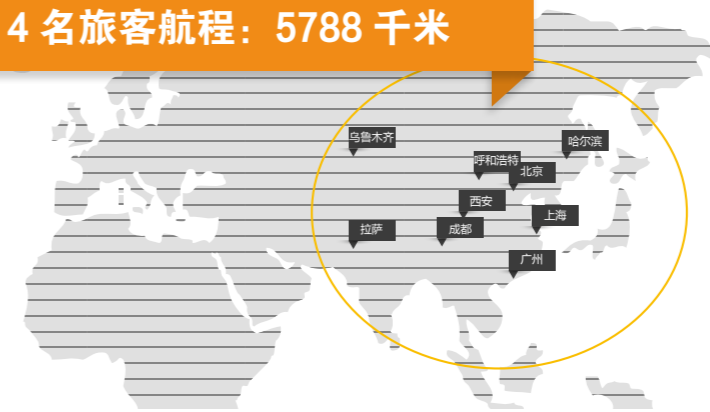 4 名旅客航程：5788 千米
乌鲁木齐
哈尔滨
呼和浩特
北京
西安
上海
拉萨
成都
广州